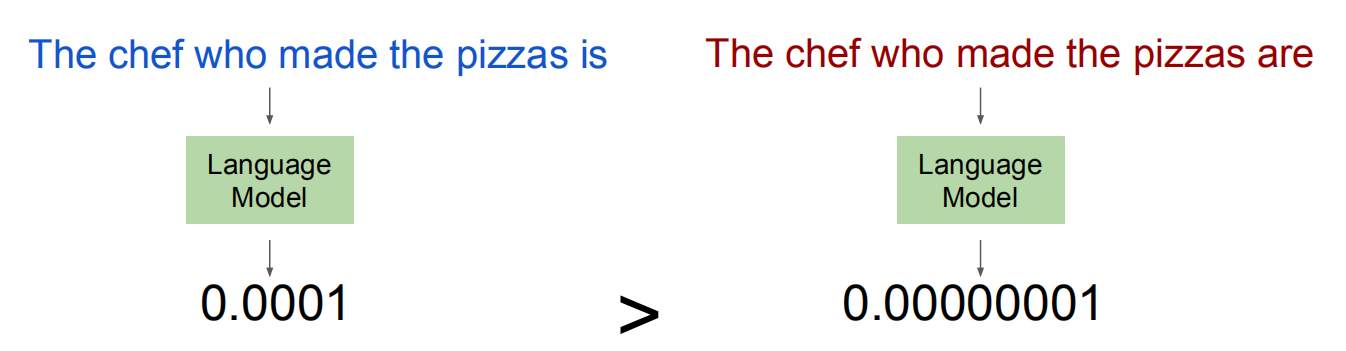 The chef who made the pizzas is
The chef who made the pizzas are
Language
Model
Language
Model
0.0001
>
0.00000001